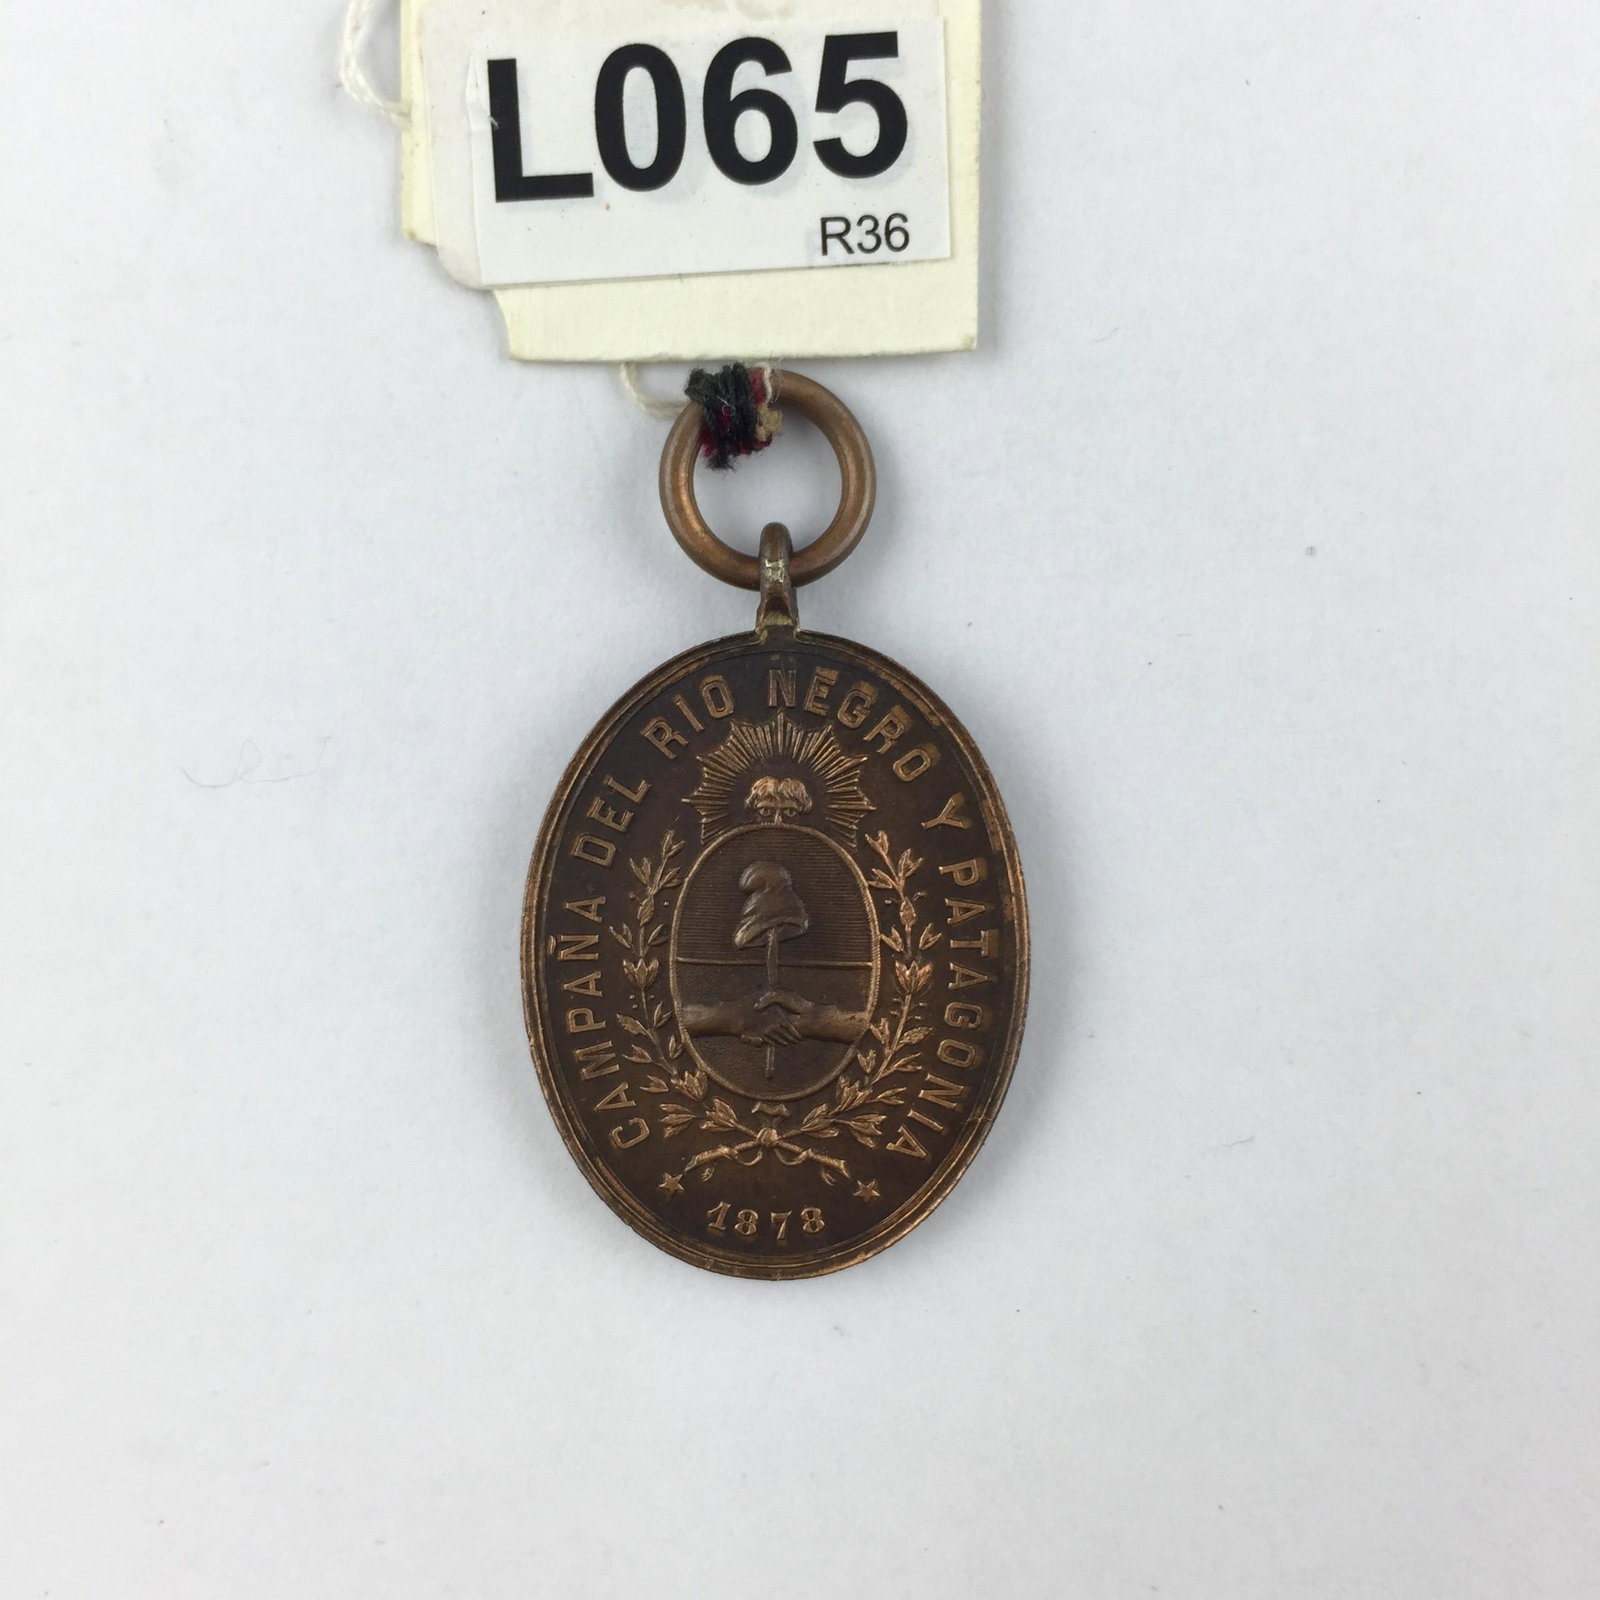 L065
R36
CAMPAÑA DEL RIO NEGRO Y PATAGONIA
1878